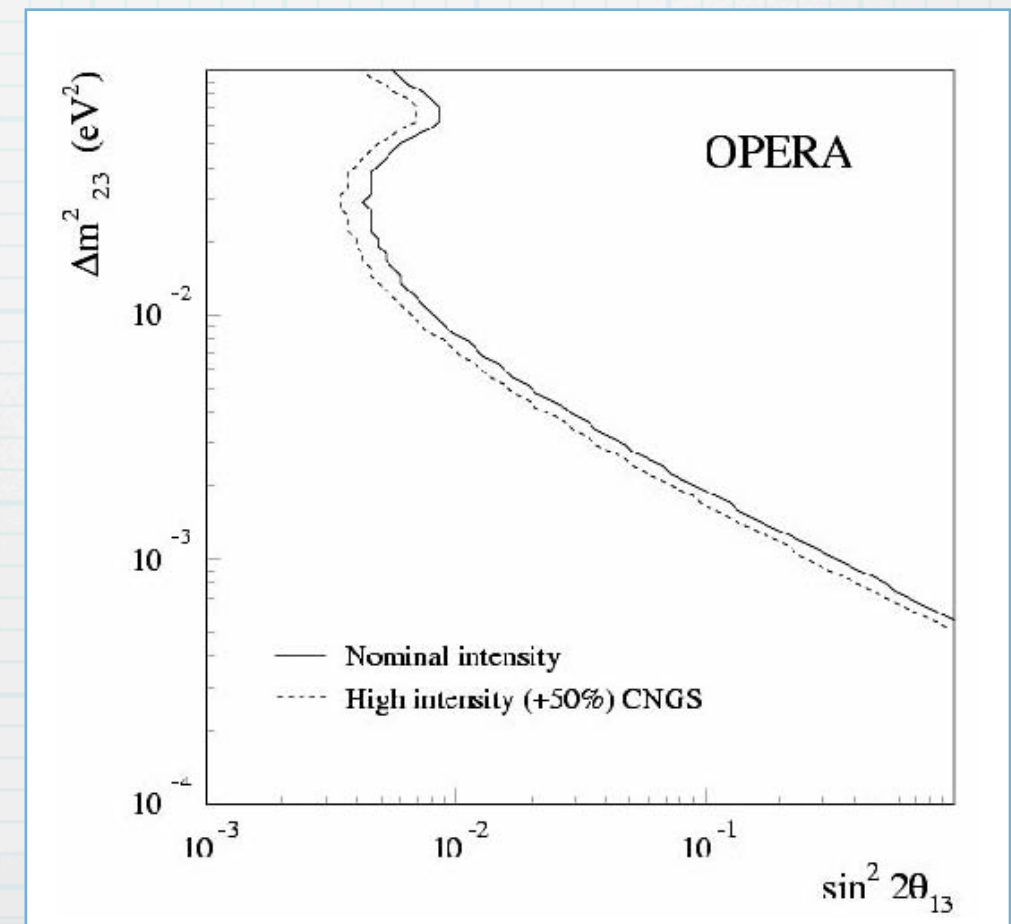 Δm²₂₃ (eV²)
OPERA
10⁻²
10⁻³
Nominal intensity
High intensity (+50%) CNGS
10⁻⁴
10⁻³ 10⁻² 10⁻¹
sin² 2θ₁₃